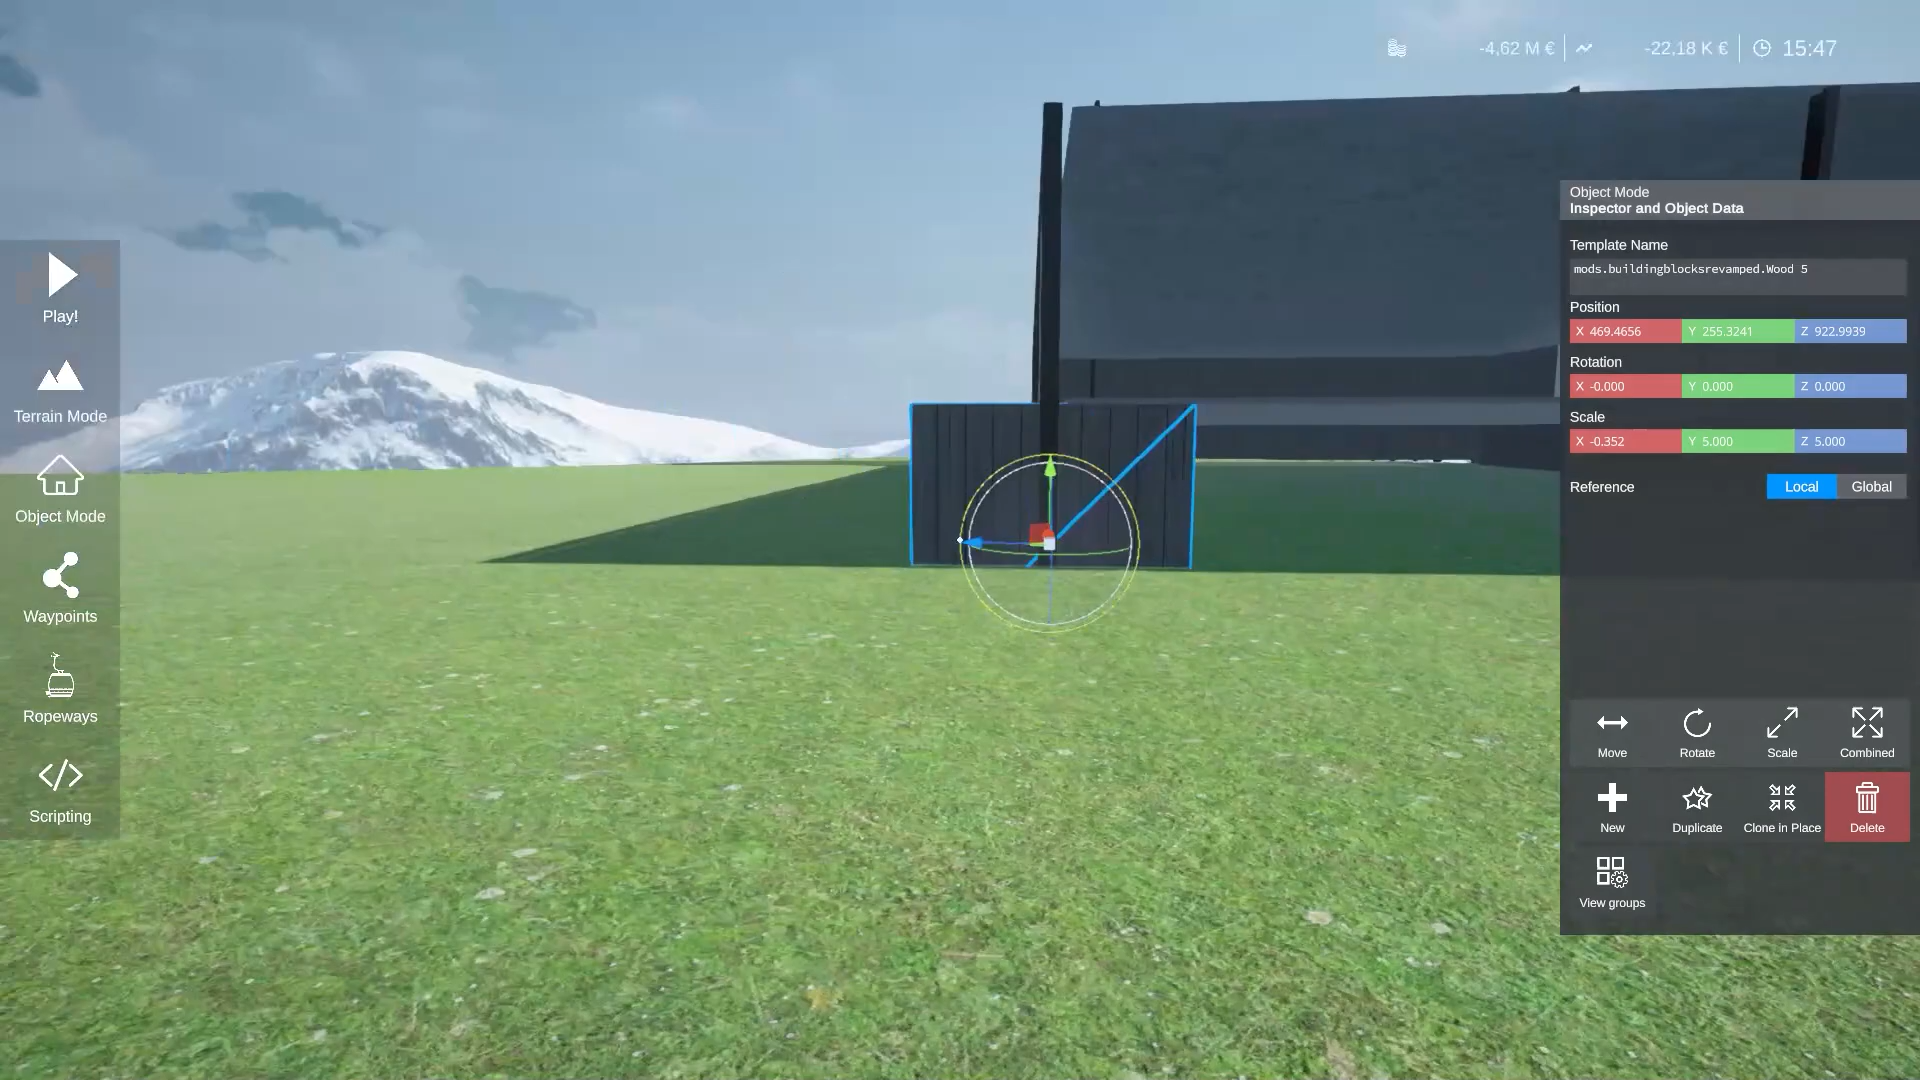 -4,62 M €
-22,18 K €
15:47
Object Mode
Inspector and Object Data
Template Name
mods.buildingblocksrevamped.Wood 5
Position
X 469.4656 Y 255.3241 Z 922.9939
Rotation
X -0.000 Y 0.000 Z 0.000
Scale
X -0.352 Y 5.000 Z 5.000
Reference Local Global
Move Rotate Scale Combined
New Duplicate Clone in Place Delete
View groups
Play!
Terrain Mode
Object Mode
Waypoints
Ropeways
Scripting